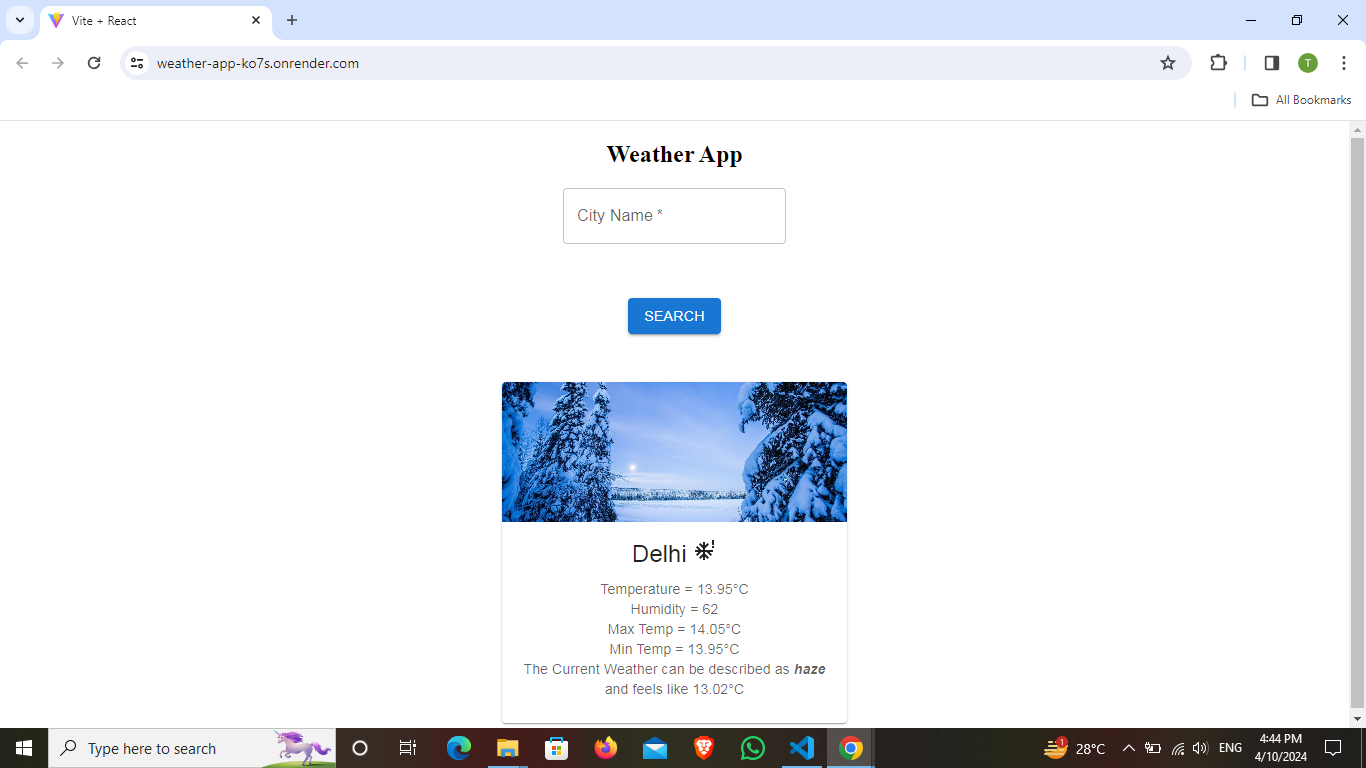 Vite + React
weather-app-ko7s.onrender.com
T
All Bookmarks
Weather App
City Name *
SEARCH
Delhi
Temperature = 13.95°C
Humidity = 62
Max Temp = 14.05°C
Min Temp = 13.95°C
The Current Weather can be described as haze
and feels like 13.02°C
Type here to search
1
28°C
ENG
4:44 PM
4/10/2024